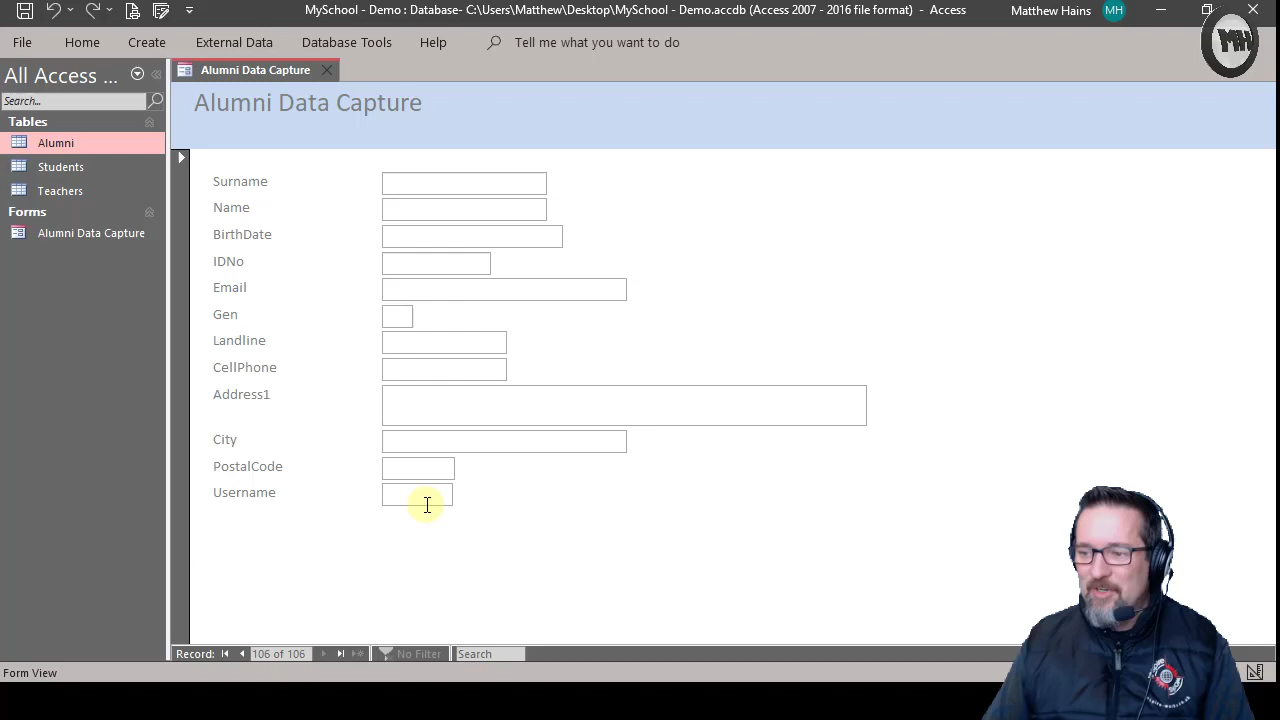 MySchool - Demo : Database- C:\Users\Matthew\Desktop\MySchool - Demo.accdb (Access 2007 - 2016 file format) - Access
Matthew Hains
MH
File
Home
Create
External Data
Database Tools
Help
Tell me what you want to do
MH
All Access ...
Search...
Tables
Alumni
Students
Teachers
Forms
Alumni Data Capture
Alumni Data Capture
Alumni Data Capture
Surname
Name
BirthDate
IDNo
Email
Gen
Landline
CellPhone
Address1
City
PostalCode
Username
Record:
106 of 106
No Filter
Search
Form View